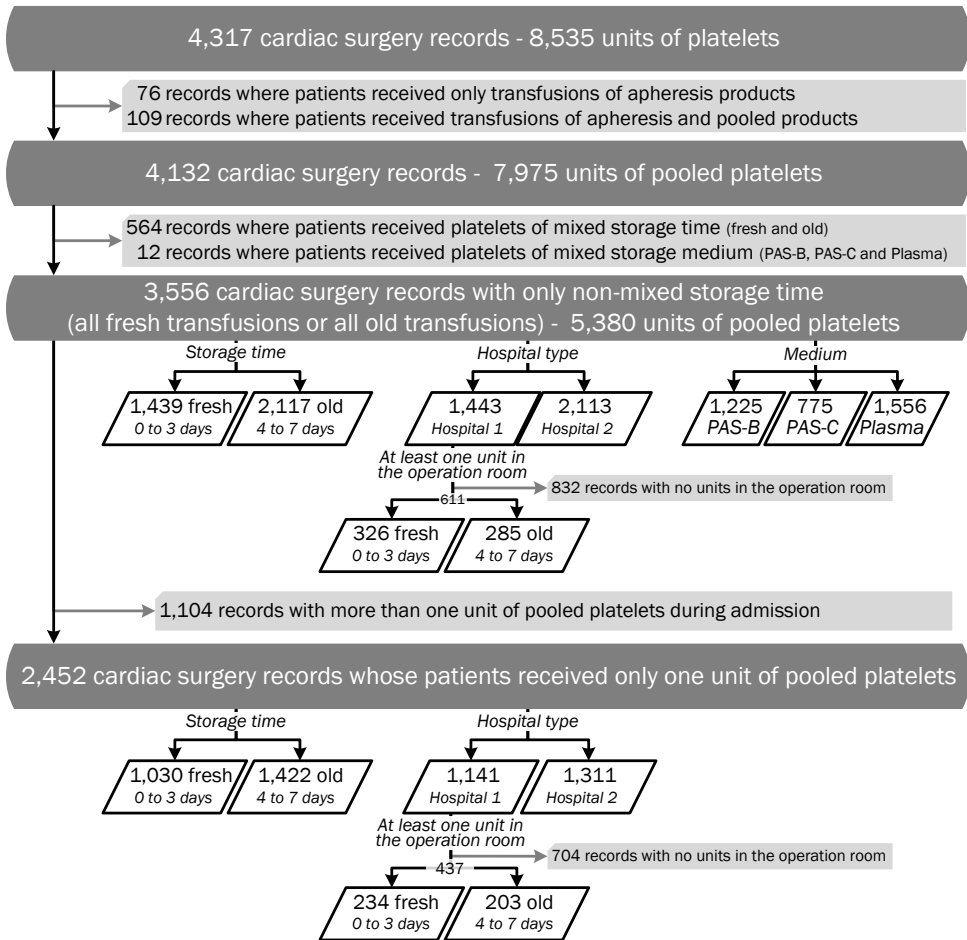 4,317 cardiac surgery records - 8,535 units of platelets
76 records where patients received only transfusions of apheresis products
109 records where patients received transfusions of apheresis and pooled products
4,132 cardiac surgery records - 7,975 units of pooled platelets
564 records where patients received platelets of mixed storage time (fresh and old)
12 records where patients received platelets of mixed storage medium (PAS-B, PAS-C and Plasma)
3,556 cardiac surgery records with only non-mixed storage time
(all fresh transfusions or all old transfusions) - 5,380 units of pooled platelets
Storage time
1,439 fresh
0 to 3 days
2,117 old
4 to 7 days
Hospital type
1,443
Hospital 1
2,113
Hospital 2
Medium
1,225
PAS-B
775
PAS-C
1,556
Plasma
At least one unit in
the operation room
832 records with no units in the operation room
611
326 fresh
0 to 3 days
285 old
4 to 7 days
1,104 records with more than one unit of pooled platelets during admission
2,452 cardiac surgery records whose patients received only one unit of pooled platelets
Storage time
1,030 fresh
0 to 3 days
1,422 old
4 to 7 days
Hospital type
1,141
Hospital 1
1,311
Hospital 2
At least one unit in
the operation room
704 records with no units in the operation room
437
234 fresh
0 to 3 days
203 old
4 to 7 days